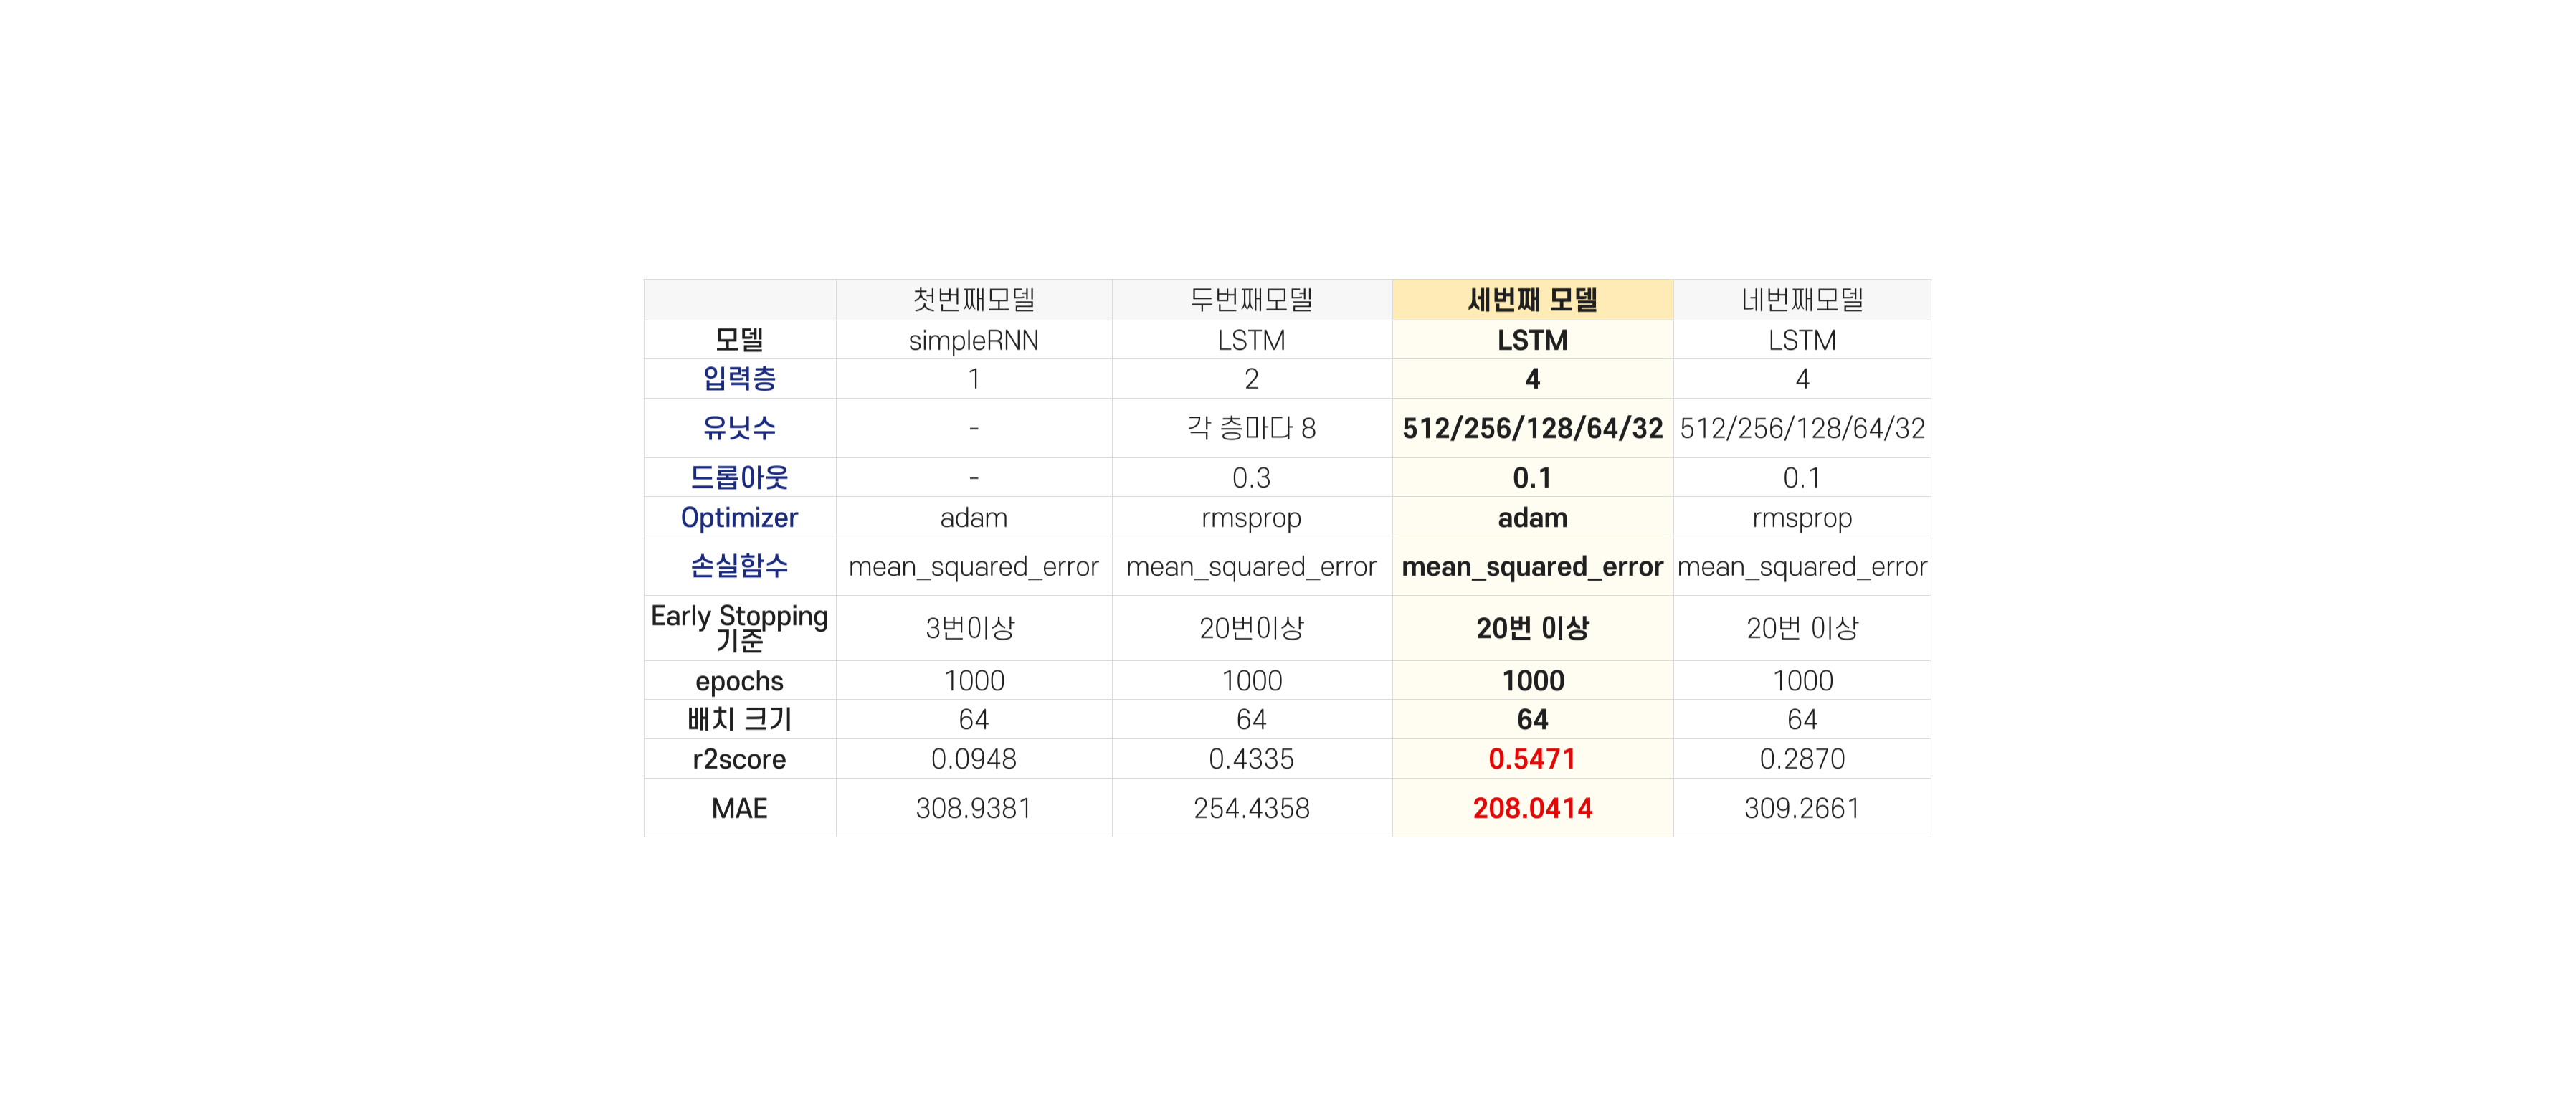 첫번째모델 두번째모델 세번째 모델 네번째모델
모델 simpleRNN LSTM LSTM LSTM
입력층 1 2 4 4
유닛수 - 각 층마다 8 512/256/128/64/32 512/256/128/64/32
드롭아웃 - 0.3 0.1 0.1
Optimizer adam rmsprop adam rmsprop
손실함수 mean_squared_error mean_squared_error mean_squared_error mean_squared_error
Early Stopping
기준 3번이상 20번이상 20번 이상 20번 이상
epochs 1000 1000 1000 1000
배치 크기 64 64 64 64
r2score 0.0948 0.4335 0.5471 0.2870
MAE 308.9381 254.4358 208.0414 309.2661